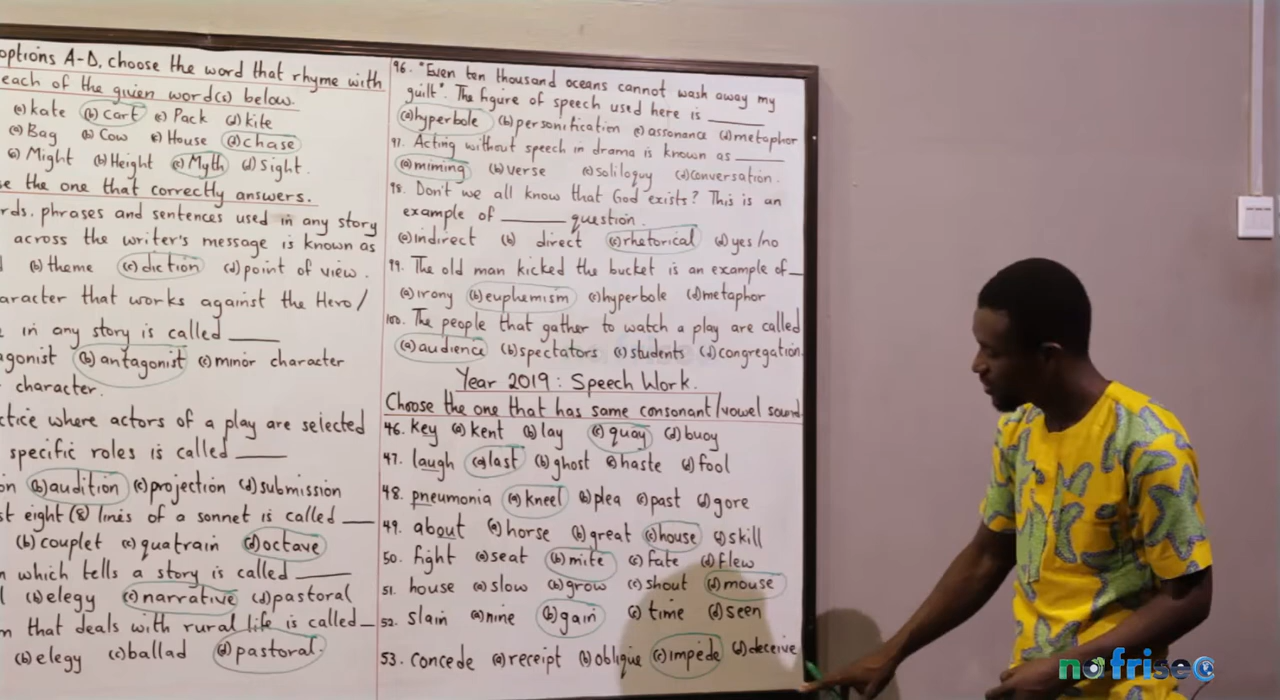 options A-D, choose the word that rhyme with
each of the given word(s) below.
(a) kate (b) cart (c) Pack (d) kite
(a) Bag (b) Cow (c) House (d) chase
(a) Might (b) Height (c) Myth (d) Sight.
se the one that correctly answers.
rds, phrases and sentences used in any story
across the writer's message is known as
(b) theme (c) diction (d) point of view.
aracter that works against the Hero/
in any story is called ____
agonist (b) antagonist (c) minor character
character.
ctice where actors of a play are selected
specific roles is called ____
on (b) audition (c) projection (d) submission
st eight (8) lines of a sonnet is called ____
(b) couplet (c) quatrain (d) octave
which tells a story is called ____
(b) elegy (c) narrative (d) pastoral
m that deals with rural life is called __
(b) elegy (c) ballad (d) pastoral.
96. "Even ten thousand oceans cannot wash away my
guilt". The figure of speech used here is ____
(a) hyperbole (b) personification (c) assonance (d) metaphor
97. Acting without speech in drama is known as ____
(a) miming (b) verse (c) soliloquy (d) conversation.
98. Don't we all know that God exists? This is an
example of ____ question.
(a) indirect (b) direct (c) rhetorical (d) yes/no
99. The old man kicked the bucket is an example of __
(a) irony (b) euphemism (c) hyperbole (d) metaphor
100. The people that gather to watch a play are called
(a) audience (b) spectators (c) students (d) congregation.
Year 2019: Speech Work.
Choose the one that has same consonant/vowel sound
46. key (a) kent (b) lay (c) quay (d) buoy
47. laugh (a) last (b) ghost (c) haste (d) fool
48. pneumonia (a) kneel (b) plea (c) past (d) gore
49. about (a) horse (b) great (c) house (d) skill
50. fight (a) seat (b) mite (c) fate (d) flew
51. house (a) slow (b) grow (c) shout (d) mouse
52. slain (a) nine (b) gain (c) time (d) seen
53. concede (a) receipt (b) oblique (c) impede (d) deceive
nafrisec